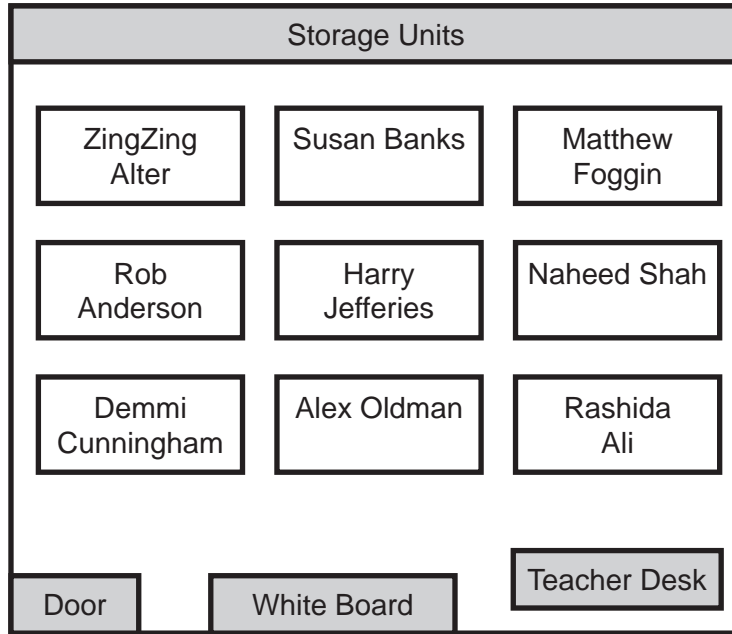 Storage Units
ZingZing
Alter
Susan Banks
Matthew
Foggin
Rob
Anderson
Harry
Jefferies
Naheed Shah
Demmi
Cunningham
Alex Oldman
Rashida
Ali
Teacher Desk
Door
White Board